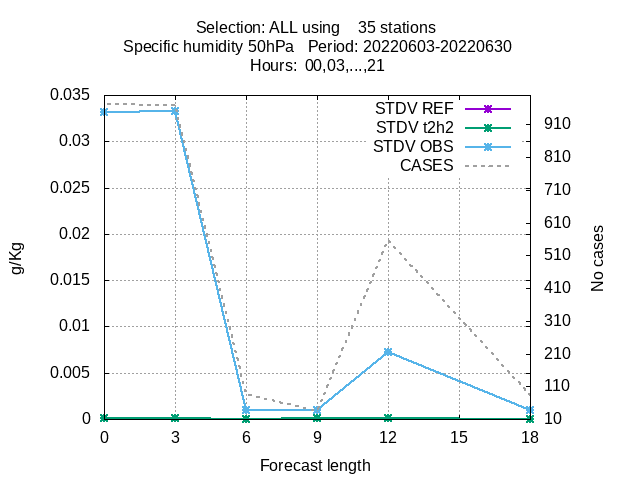 Selection: ALL using    35 stations
Specific humidity 50hPa   Period: 20220603-20220630
Hours:  00,03,...,21
STDV REF
STDV t2h2
STDV OBS
CASES
0.035
0.03
0.025
0.02
0.015
0.01
0.005
0
910
810
710
610
510
410
310
210
110
10
g/Kg
No cases
0 3 6 9 12 15 18
Forecast length